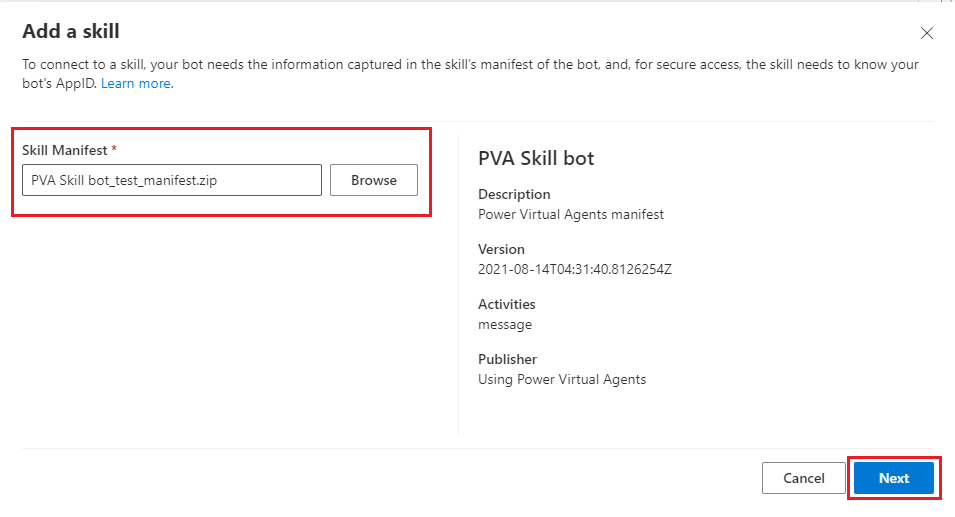 Add a skill
To connect to a skill, your bot needs the information captured in the skill's manifest of the bot, and, for secure access, the skill needs to know your
bot's AppID. Learn more.
Skill Manifest *
PVA Skill bot_test_manifest.zip
Browse
PVA Skill bot
Description
Power Virtual Agents manifest
Version
2021-08-14T04:31:40.8126254Z
Activities
message
Publisher
Using Power Virtual Agents
Cancel
Next